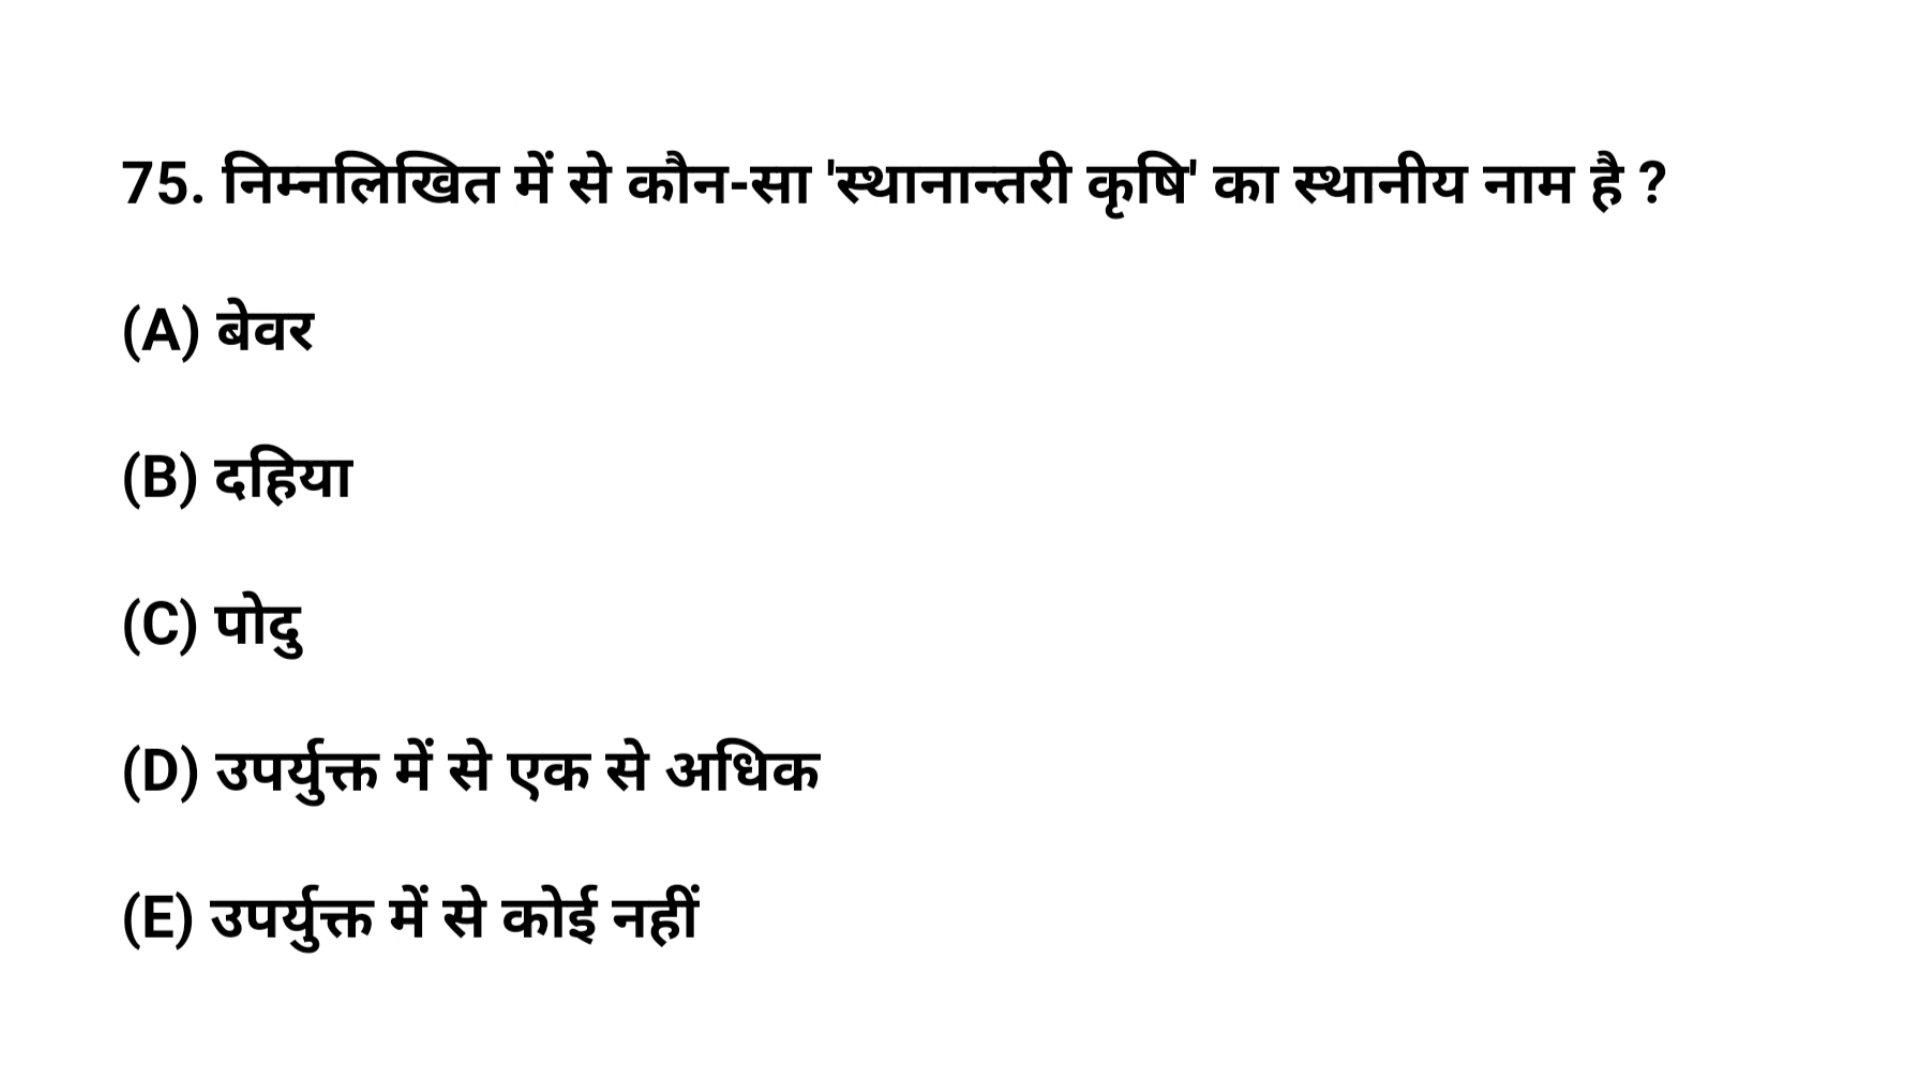 75. निम्नलिखित में से कौन-सा 'स्थानान्तरी कृषि' का स्थानीय नाम है ?
(A) बेवर
(B) दहिया
(C) पोदु
(D) उपर्युक्त में से एक से अधिक
(E) उपर्युक्त में से कोई नहीं